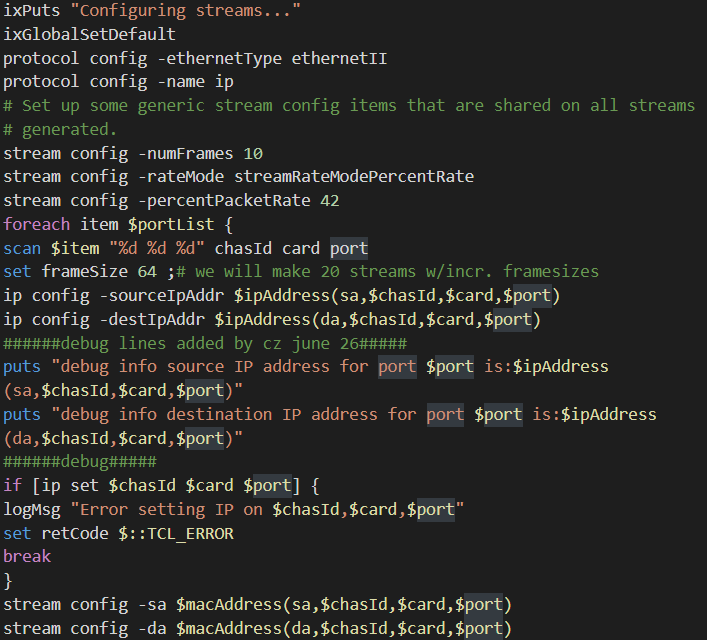 ixPuts "Configuring streams..."
ixGlobalSetDefault
protocol config -ethernetType ethernetII
protocol config -name ip
# Set up some generic stream config items that are shared on all streams
# generated.
stream config -numFrames 10
stream config -rateMode streamRateModePercentRate
stream config -percentPacketRate 42
foreach item $portList {
scan $item "%d %d %d" chasId card port
set frameSize 64 ;# we will make 20 streams w/incr. framesizes
ip config -sourceIpAddr $ipAddress(sa,$chasId,$card,$port)
ip config -destIpAddr $ipAddress(da,$chasId,$card,$port)
######debug lines added by cz june 26#####
puts "debug info source IP address for port $port is:$ipAddress
(sa,$chasId,$card,$port)"
puts "debug info destination IP address for port $port is:$ipAddress
(da,$chasId,$card,$port)"
######debug#####
if [ip set $chasId $card $port] {
logMsg "Error setting IP on $chasId,$card,$port"
set retCode $::TCL_ERROR
break
}
stream config -sa $macAddress(sa,$chasId,$card,$port)
stream config -da $macAddress(da,$chasId,$card,$port)